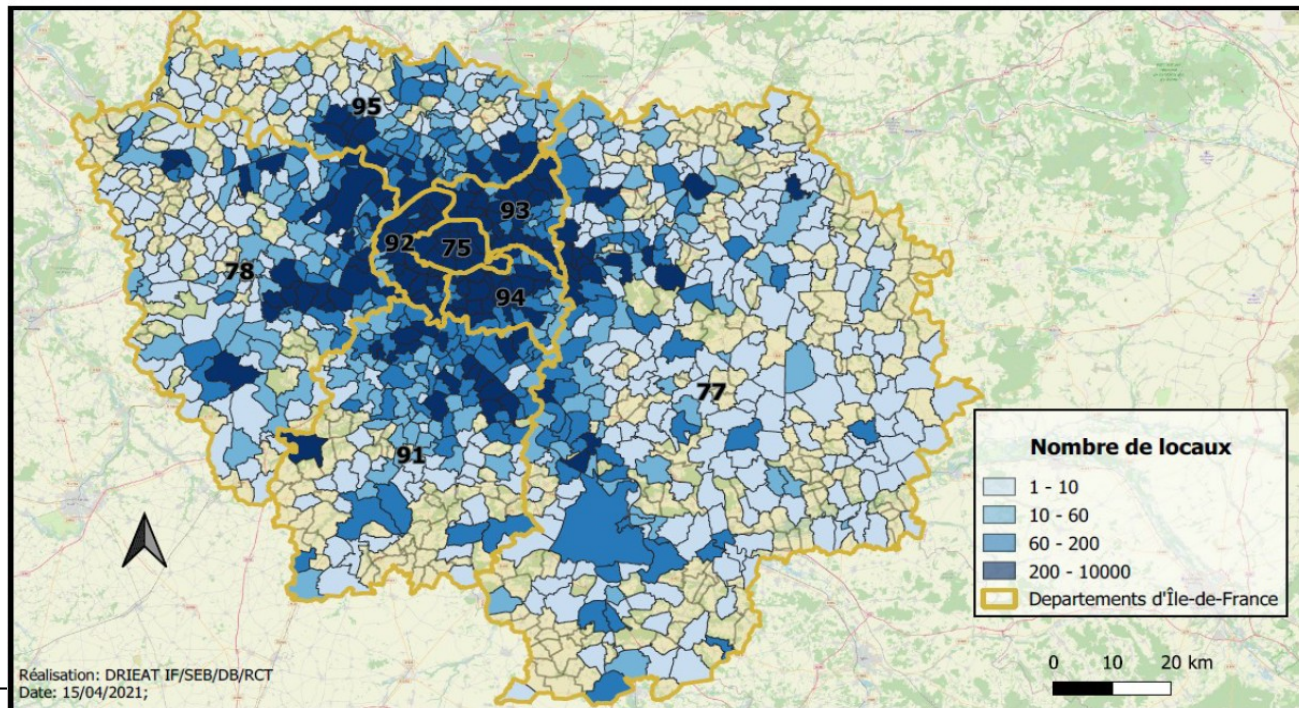 95
93
92
75
78
94
77
91
Nombre de locaux
1 - 10
10 - 60
60 - 200
200 - 10000
Departements d'Île-de-France
Réalisation: DRIEAT IF/SEB/DB/RCT
Date: 15/04/2021;
0 10 20 km